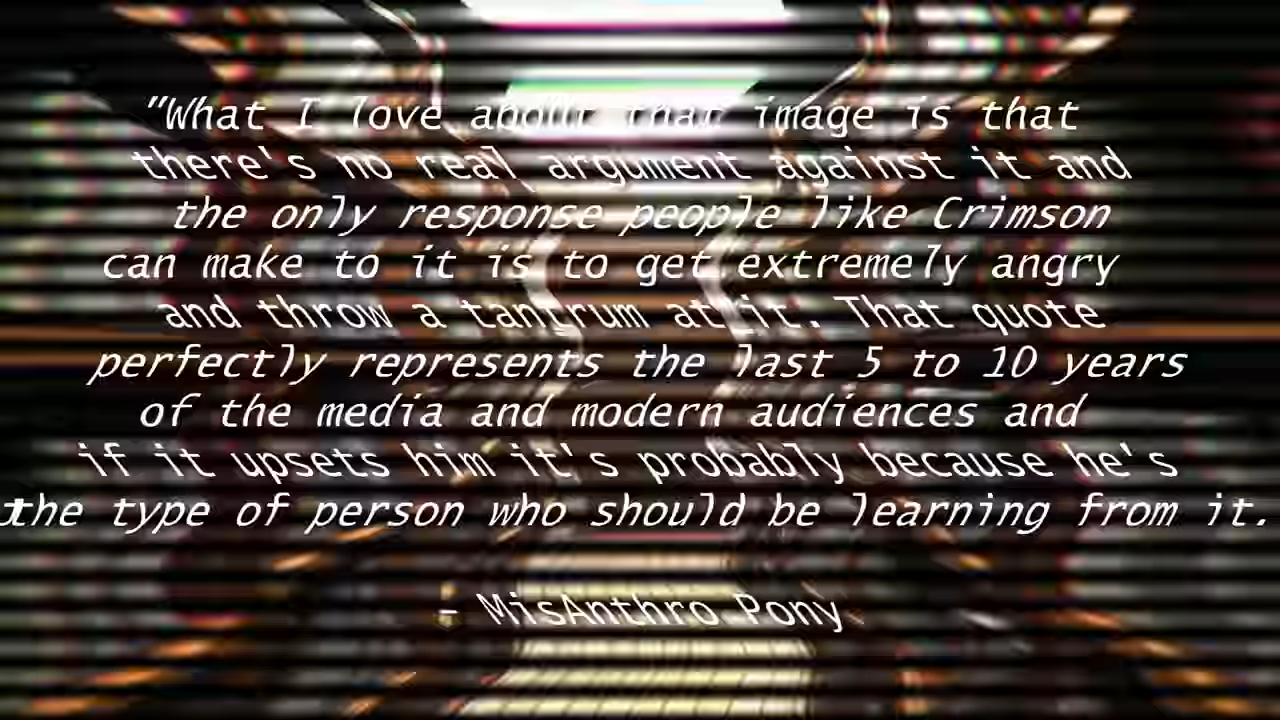 "What I love about that image is that
there's no real argument against it and
the only response people like Crimson
can make to it is to get extremely angry
and throw a tantrum at it. That quote
perfectly represents the last 5 to 10 years
of the media and modern audiences and
if it upsets him it's probably because he's
the type of person who should be learning from it.
- MisAnthro Pony